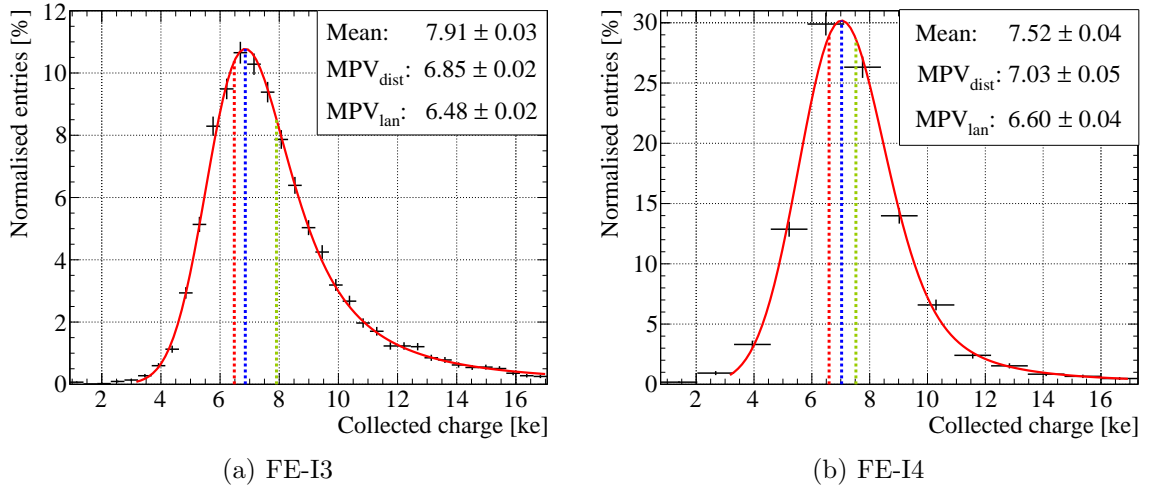 Normalised entries [%]
12
10
8
6
4
2
0
Mean: 7.91 ± 0.03
MPVdist: 6.85 ± 0.02
MPVlan: 6.48 ± 0.02
2 4 6 8 10 12 14 16
Collected charge [ke]
(a) FE-I3
Normalised entries [%]
30
25
20
15
10
5
0
Mean: 7.52 ± 0.04
MPVdist: 7.03 ± 0.05
MPVlan: 6.60 ± 0.04
2 4 6 8 10 12 14 16
Collected charge [ke]
(b) FE-I4